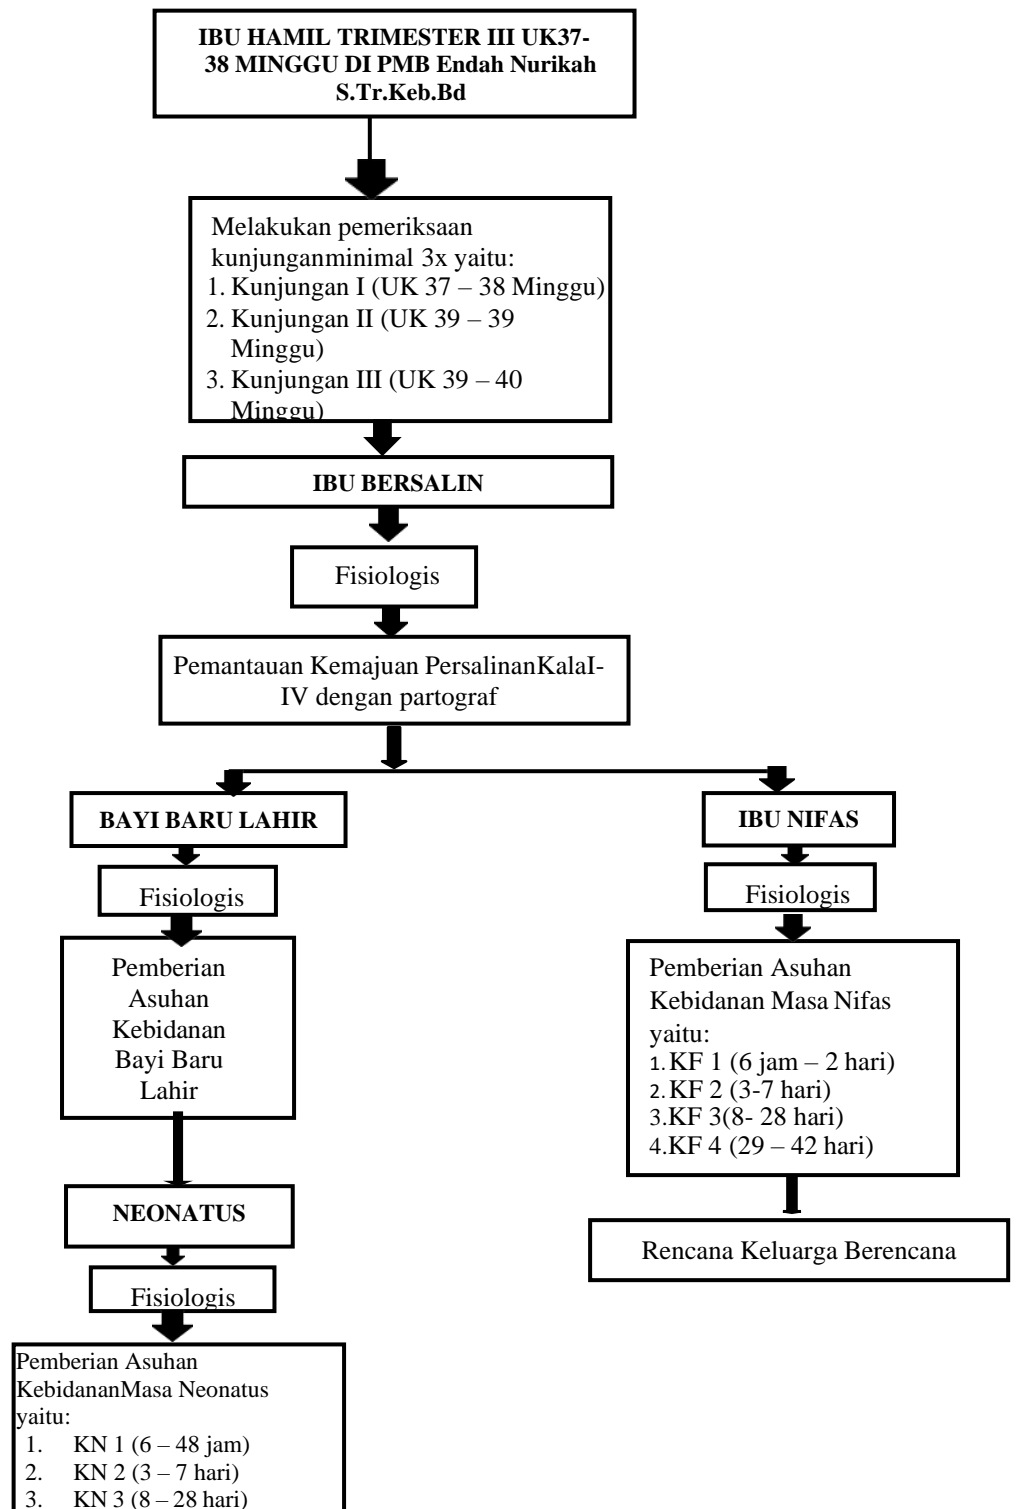 IBU HAMIL TRIMESTER III UK37-
38 MINGGU DI PMB Endah Nurikah
S.Tr.Keb.Bd
Melakukan pemeriksaan
kunjunganminimal 3x yaitu:
1. Kunjungan I (UK 37 – 38 Minggu)
2. Kunjungan II (UK 39 – 39
Minggu)
3. Kunjungan III (UK 39 – 40
Minggu)
IBU BERSALIN
Fisiologis
Pemantauan Kemajuan PersalinanKalaI-
IV dengan partograf
BAYI BARU LAHIR
Fisiologis
Pemberian
Asuhan
Kebidanan
Bayi Baru
Lahir
NEONATUS
Fisiologis
Pemberian Asuhan
KebidananMasa Neonatus
yaitu:
1. KN 1 (6 – 48 jam)
2. KN 2 (3 – 7 hari)
3. KN 3 (8 – 28 hari)
IBU NIFAS
Fisiologis
Pemberian Asuhan
Kebidanan Masa Nifas
yaitu:
1. KF 1 (6 jam – 2 hari)
2. KF 2 (3-7 hari)
3.KF 3(8- 28 hari)
4.KF 4 (29 – 42 hari)
Rencana Keluarga Berencana